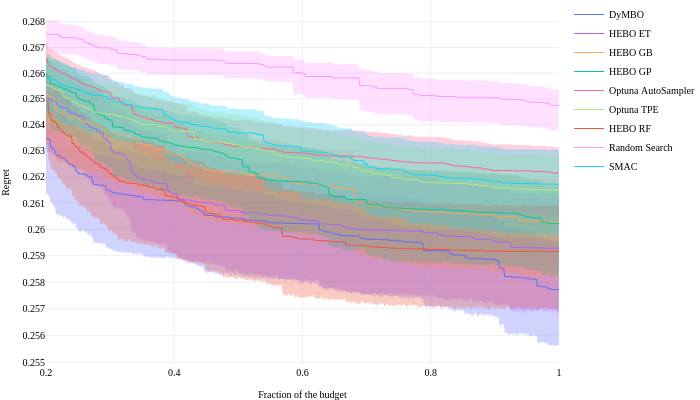 0.268
0.267
0.266
0.265
0.264
0.263
0.262
0.261
0.26
0.259
0.258
0.257
0.256
0.255
Regret
0.2
0.4
0.6
0.8
1
Fraction of the budget
DyMBO
HEBO ET
HEBO GB
HEBO GP
Optuna AutoSampler
Optuna TPE
HEBO RF
Random Search
SMAC